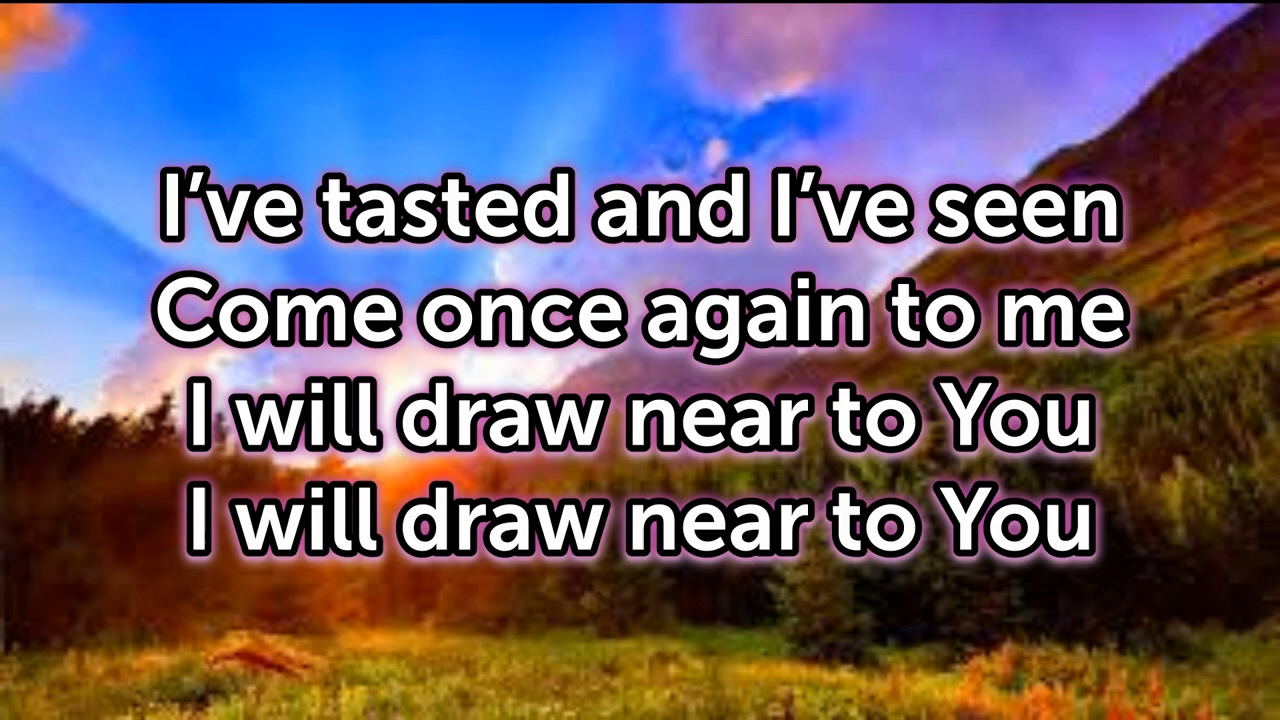 I’ve tasted and I’ve seen
Come once again to me
I will draw near to You
I will draw near to You